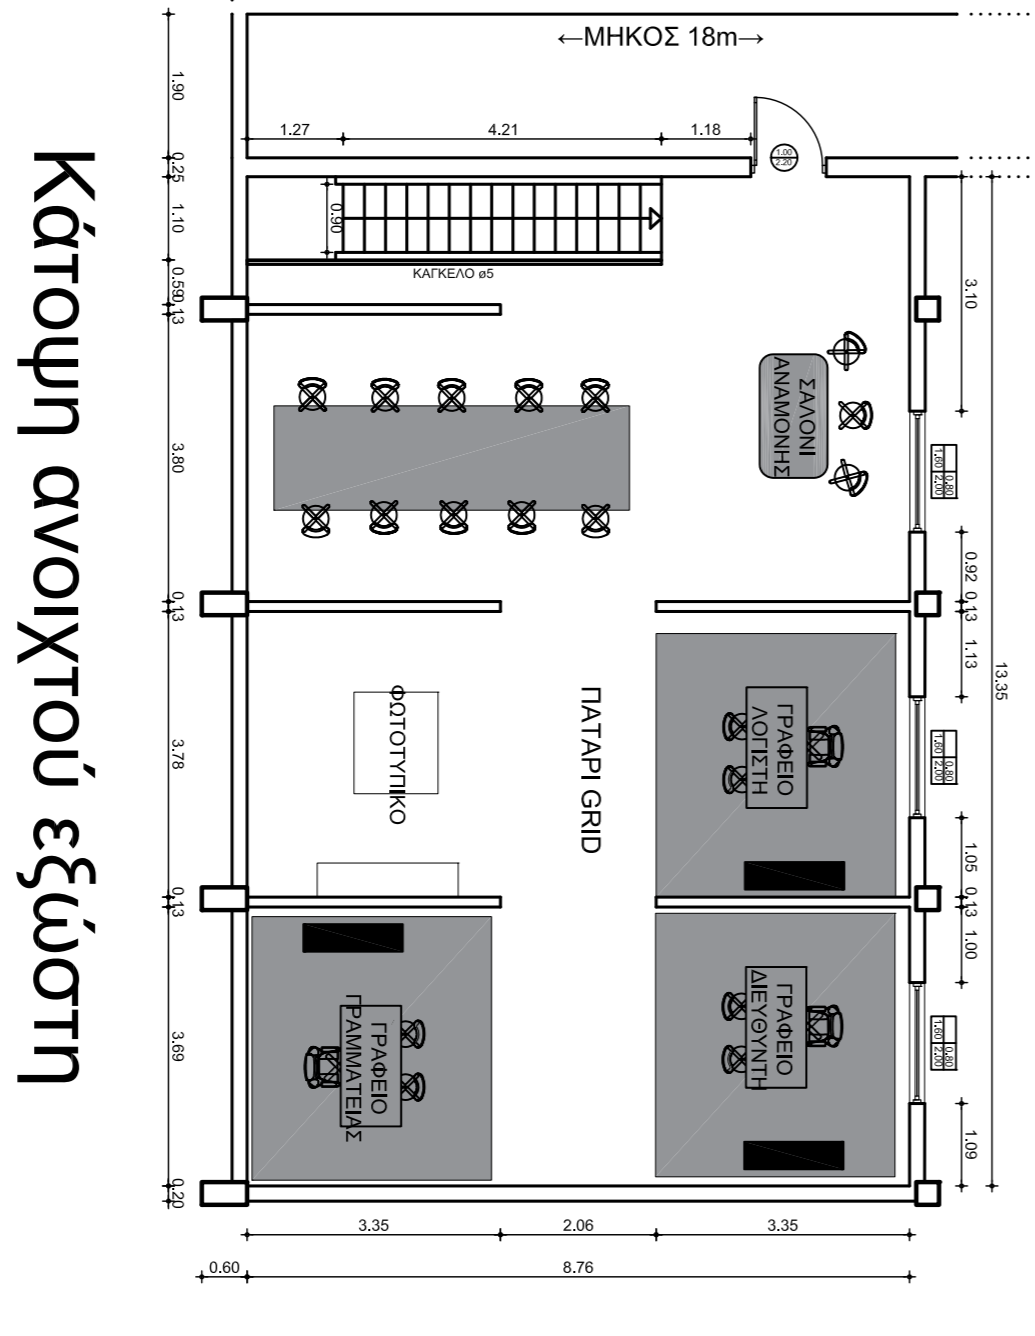 Κάτοψη ανοιχτού εξώστη
←ΜΗΚΟΣ 18m→
1.27
4.21
1.18
1.00
2.20
1.90
0.25
1.10
0.59
0.13
3.80
0.13
3.78
0.13
3.69
0.20
0.90
ΚΑΓΚΕΛΟ ø5
ΣΑΛΟΝΙ
ΑΝΑΜΟΝΗΣ
3.10
1.60 0.80
2.00
0.92
0.13
1.13
13.35
1.60 0.80
2.00
1.05
0.13
1.00
1.60 0.80
2.00
1.09
ΦΩΤΟΤΥΠΙΚΟ
ΠΑΤΑΡΙ GRID
ΓΡΑΦΕΙΟ
ΛΟΓΙΣΤΗ
ΓΡΑΦΕΙΟ
ΔΙΕΥΘΥΝΤΗ
ΓΡΑΦΕΙΟ
ΓΡΑΜΜΑΤΕΙΑΣ
3.35
2.06
3.35
0.60
8.76